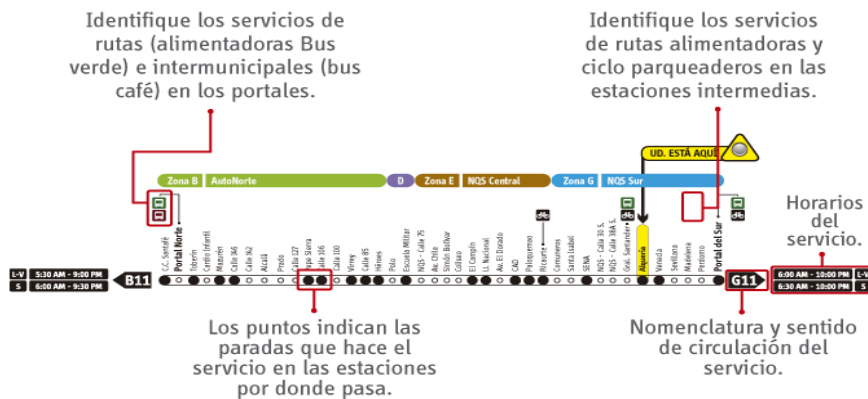 Identifique los servicios de
rutas (alimentadoras Bus
verde) e intermunicipales (bus
café) en los portales.
Identifique los servicios
de rutas alimentadoras y
ciclo parqueaderos en las
estaciones intermedias.
UD. ESTÁ AQUÍ
Zona B AutoNorte D Zona E NQS Central Zona G NQS Sur
Horarios
del
servicio.
C.C. Santafé
Portal Norte
Toberín
Cardio Infantil
Mazurén
Calle 146
Calle 142
Alcalá
Prado
Calle 127
Pepe Sierra
Calle 106
Calle 100
Virrey
Calle 85
Héroes
Polo
Escuela Militar
NQS - Calle 75
Av. Chile
Simón Bolívar
Coliseo
El Campín
U. Nacional
Av. El Dorado
CAD
Paloquemao
Ricaurte
Comuneros
Santa Isabel
SENA
NQS - Calle 30 S.
NQS - Calle 38A S.
Gral. Santander
Alquería
Venecia
Sevillana
Madelena
Perdomo
Portal del Sur
L-V 5:30 AM - 9:00 PM
S 6:00 AM - 9:30 PM
B11
G11
6:00 AM - 10:00 PM L-V
6:30 AM - 10:00 PM S
Los puntos indican las
paradas que hace el
servicio en las estaciones
por donde pasa.
Nomenclatura y sentido
de circulación del
servicio.